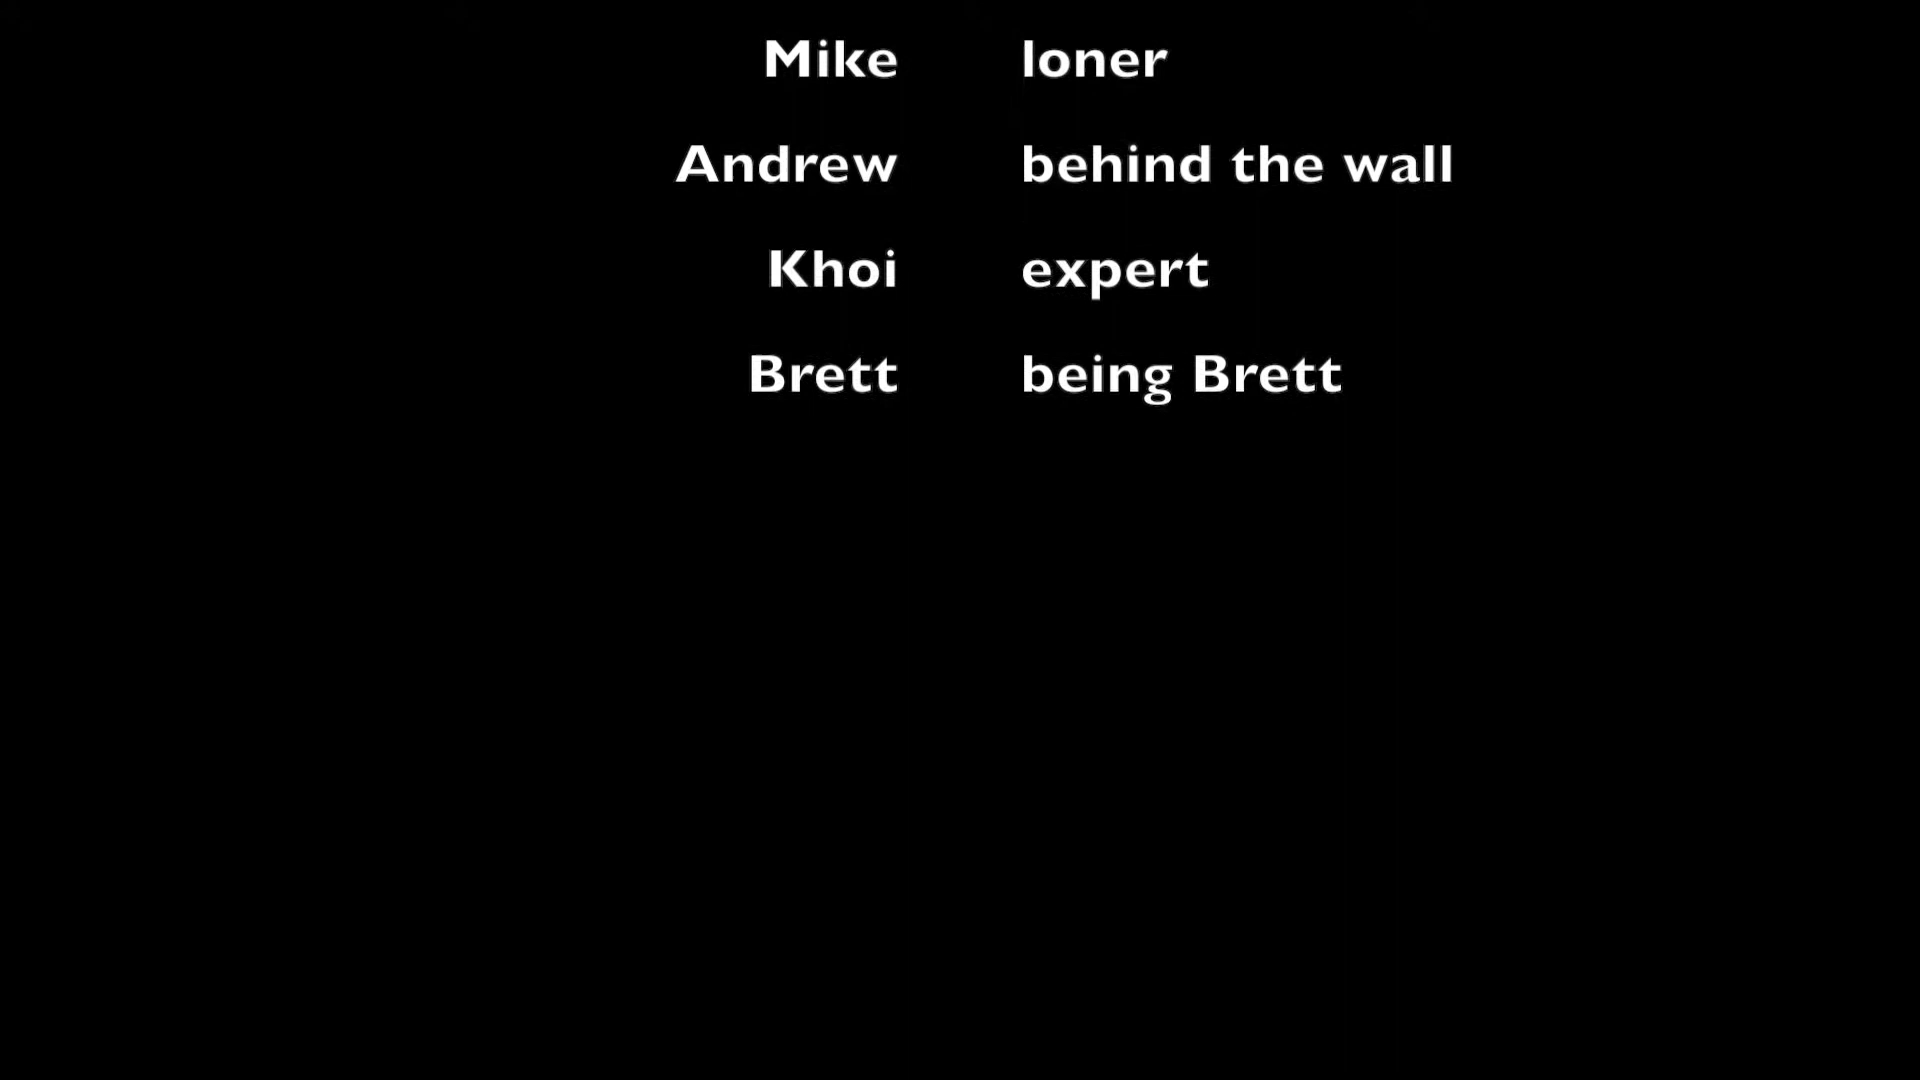 Mike loner
Andrew behind the wall
Khoi expert
Brett being Brett